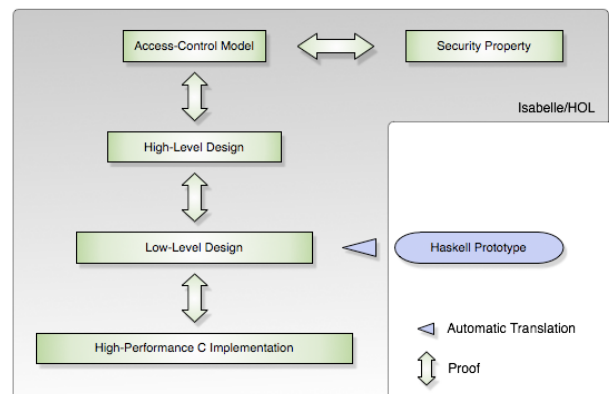 Access-Control Model
Security Property
Isabelle/HOL
High-Level Design
Low-Level Design
Haskell Prototype
High-Performance C Implementation
Automatic Translation
Proof